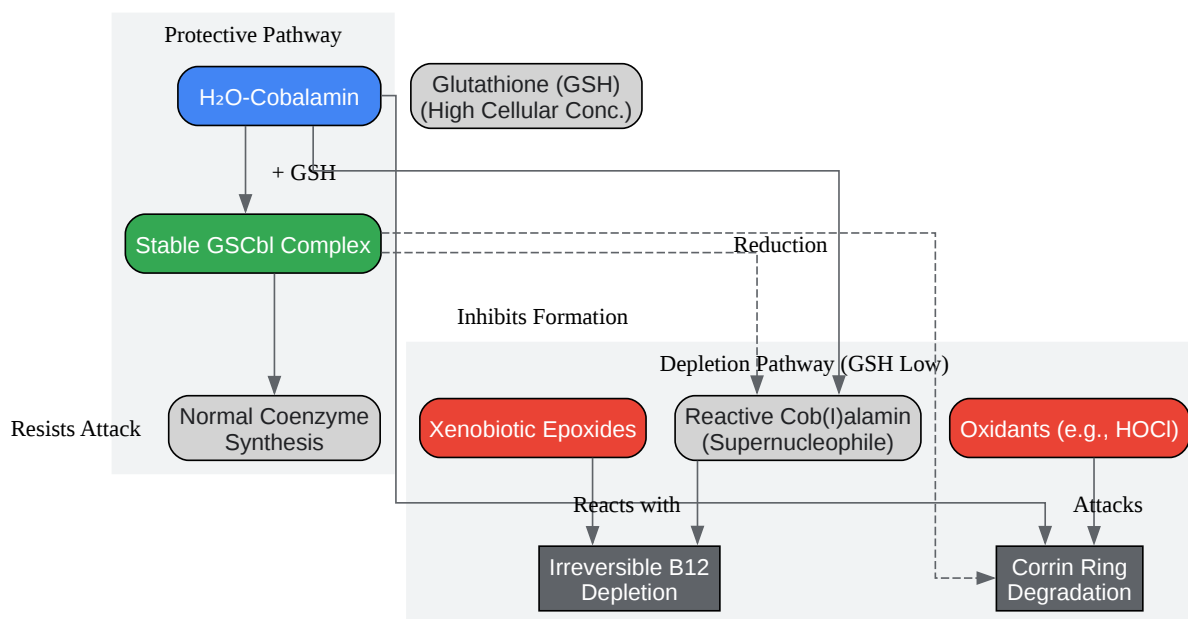 Protective Pathway
H₂O-Cobalamin
Glutathione (GSH)
(High Cellular Conc.)
+ GSH
Stable GSCbl Complex
Reduction
Inhibits Formation
Depletion Pathway (GSH Low)
Resists Attack
Normal Coenzyme
Synthesis
Xenobiotic Epoxides
Reactive Cob(I)alamin
(Supernucleophile)
Oxidants (e.g., HOCl)
Reacts with
Attacks
Irreversible B12
Depletion
Corrin Ring
Degradation